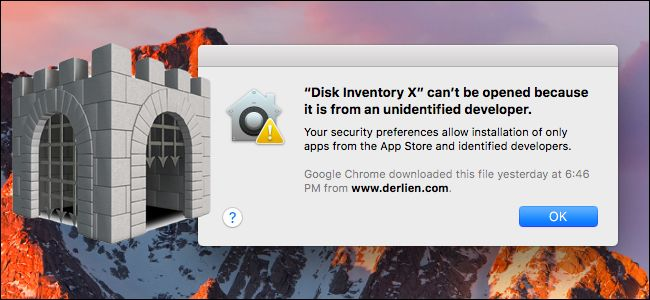 “Disk Inventory X” can’t be opened because
it is from an unidentified developer.
Your security preferences allow installation of only
apps from the App Store and identified developers.
Google Chrome downloaded this file yesterday at 6:46
PM from www.derlien.com.
?
OK